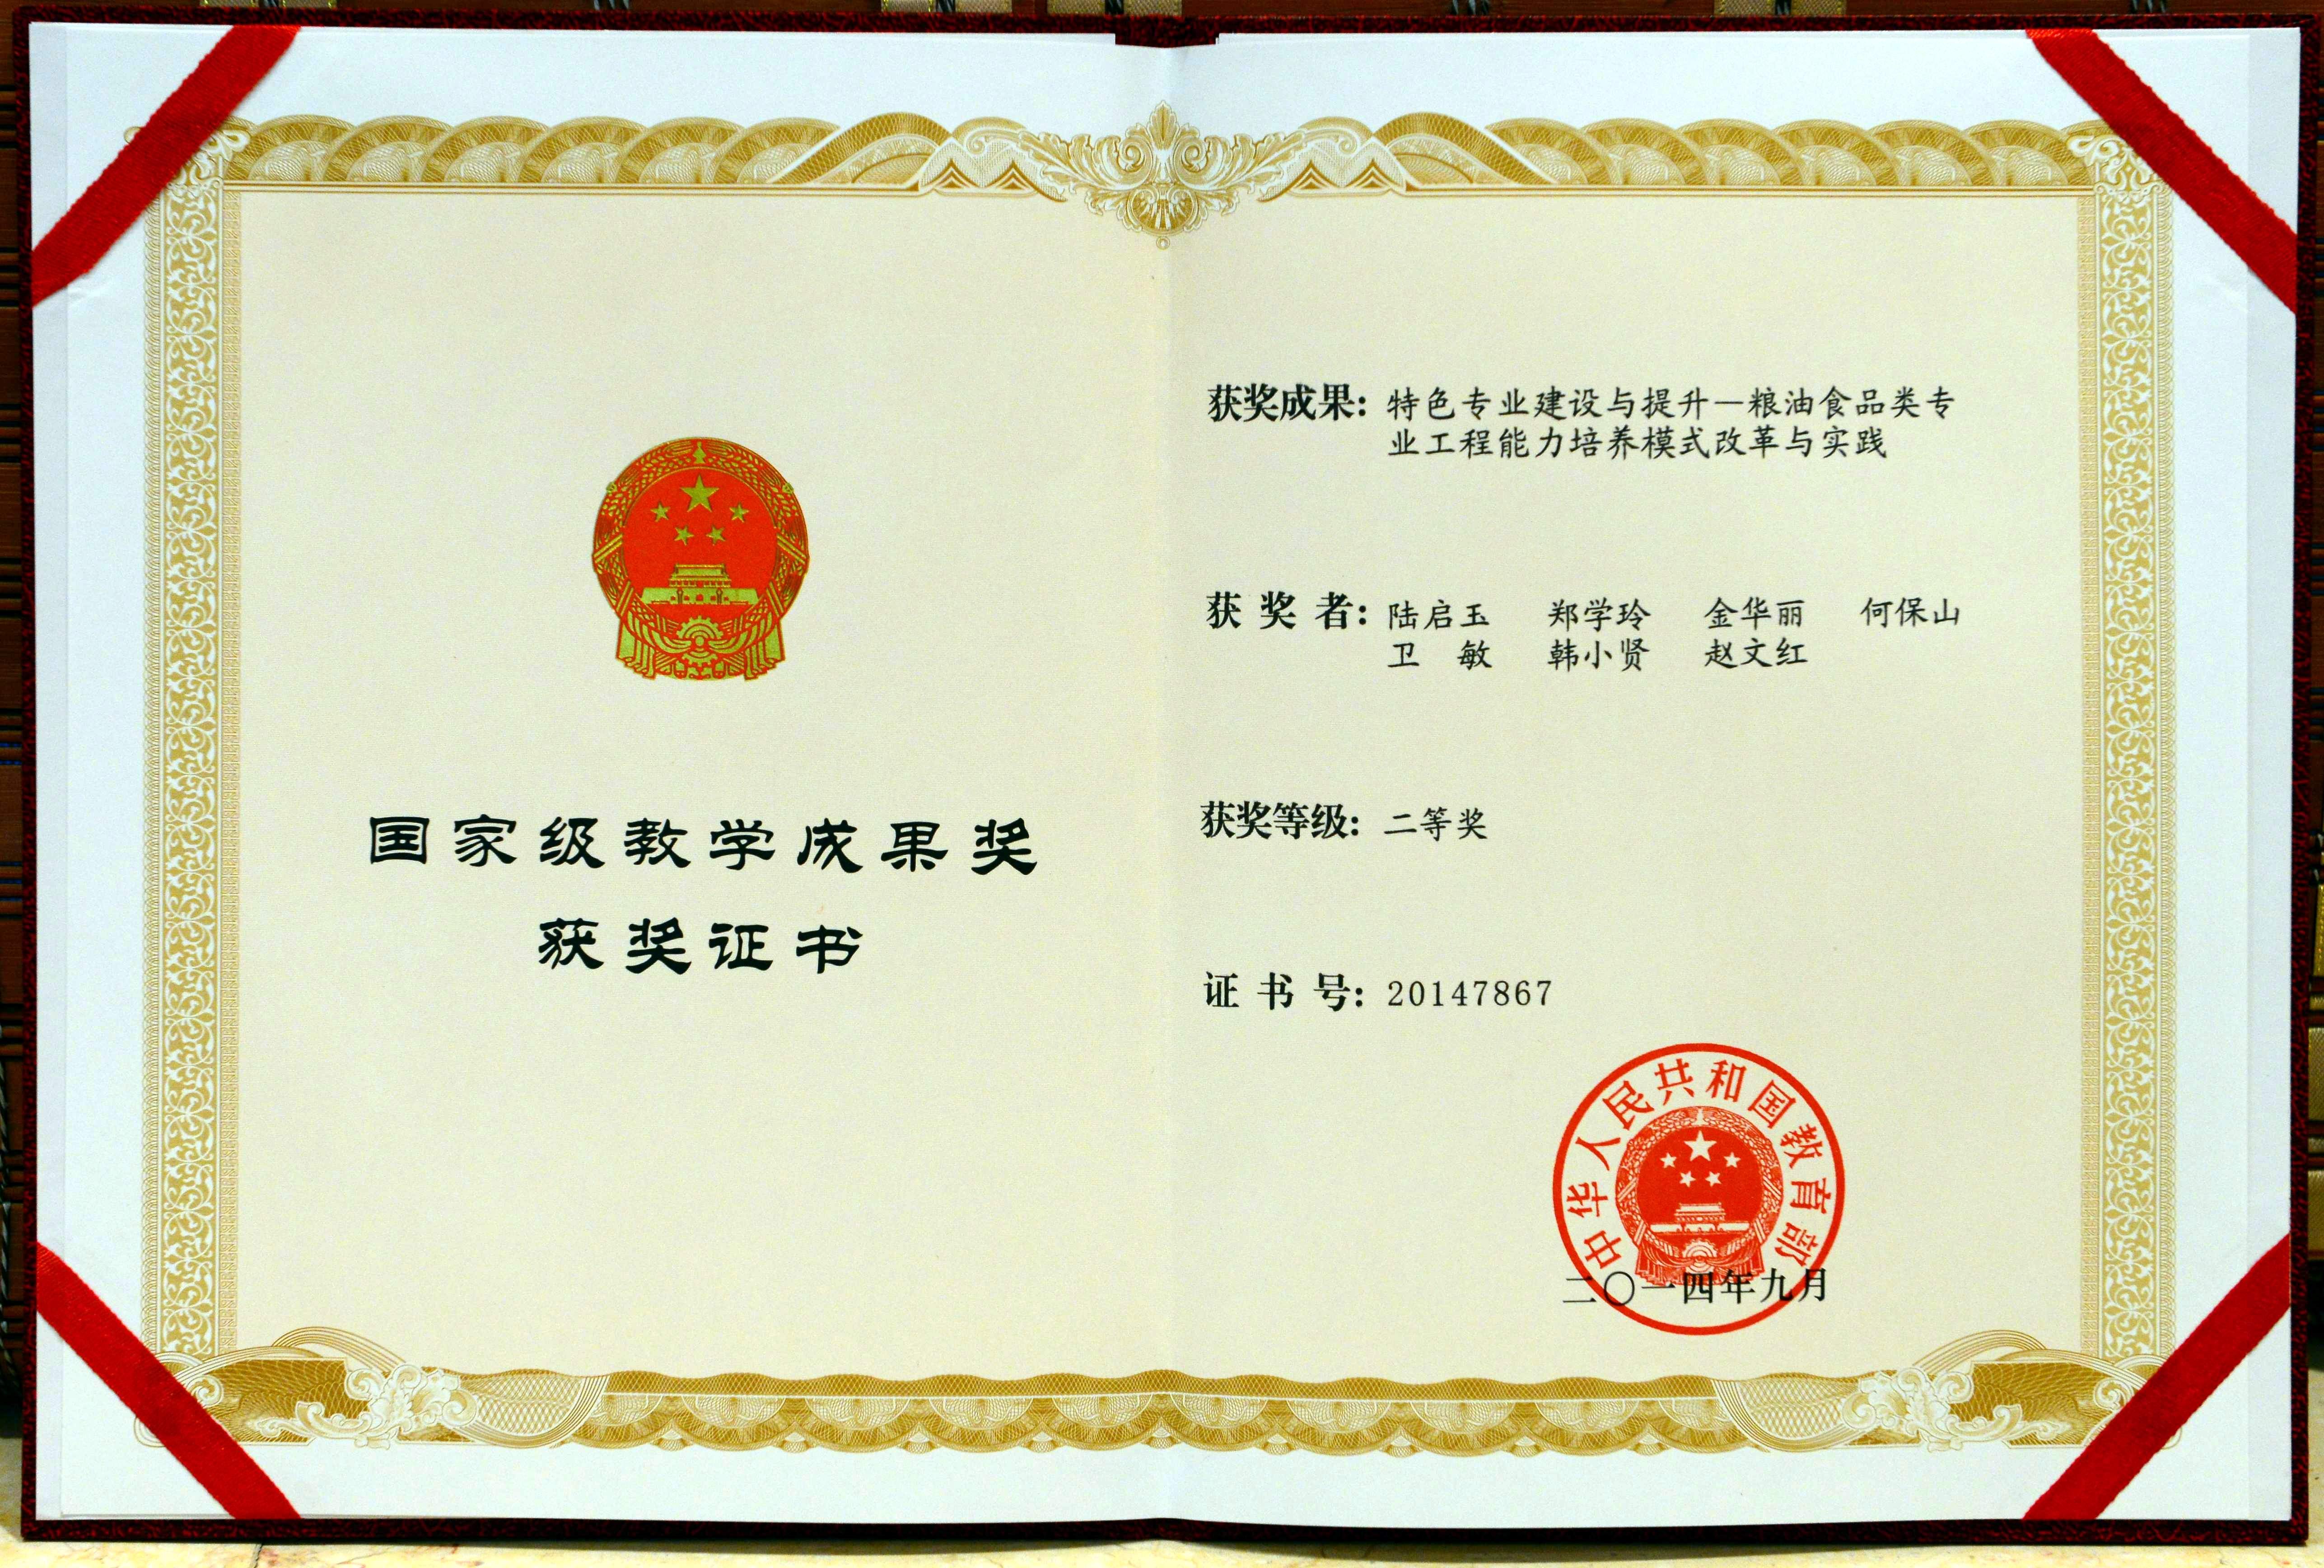 国家级教学成果奖
获奖证书
获奖成果：特色专业建设与提升—粮油食品类专
业工程能力培养模式改革与实践
获 奖 者：陆启玉 郑学玲 金华丽 何保山
卫 敏 韩小贤 赵文红
获奖等级：二等奖
证 书 号：20147867
中华人民共和国教育部
二〇一四年九月